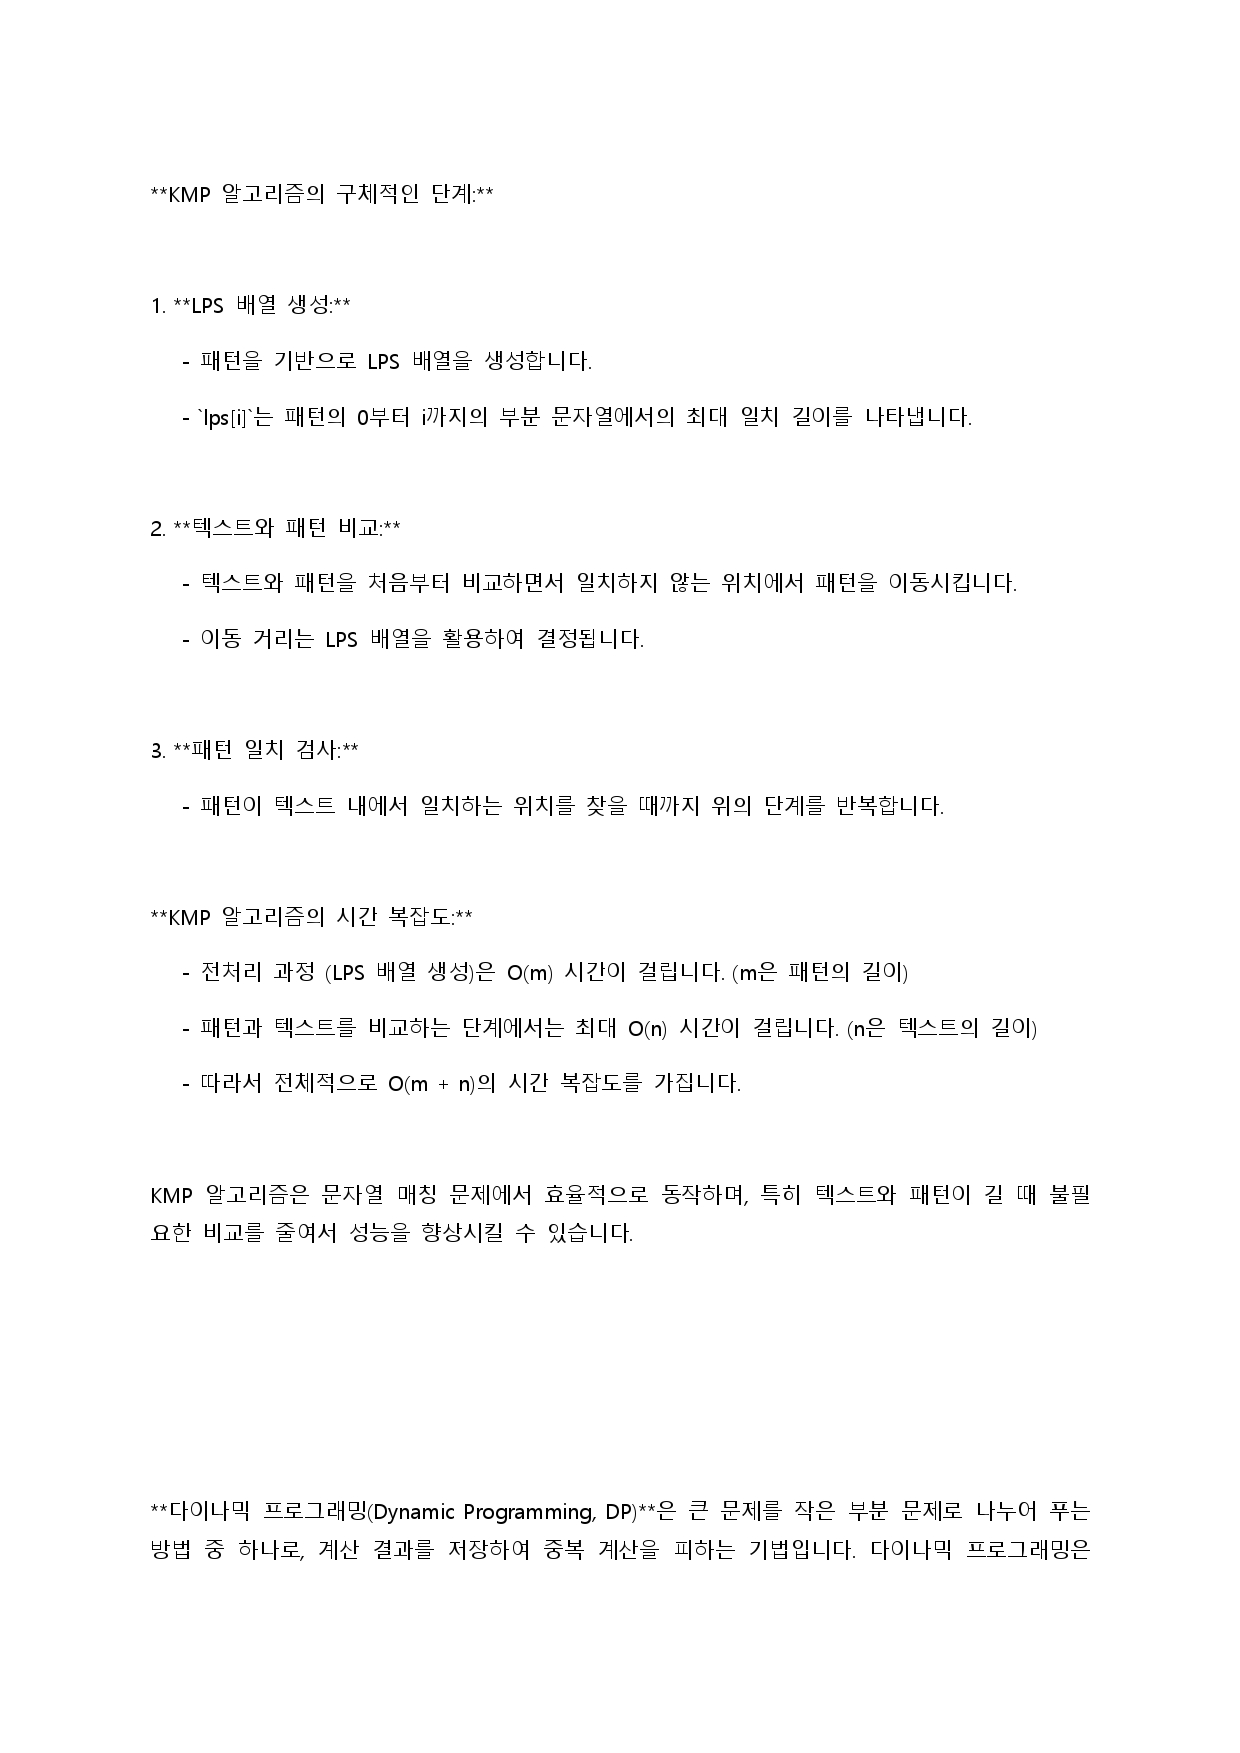 **KMP 알고리즘의 구체적인 단계:**
1. **LPS 배열 생성:**
- 패턴을 기반으로 LPS 배열을 생성합니다.
- `lps[i]`는 패턴의 0부터 i까지의 부분 문자열에서의 최대 일치 길이를 나타냅니다.
2. **텍스트와 패턴 비교:**
- 텍스트와 패턴을 처음부터 비교하면서 일치하지 않는 위치에서 패턴을 이동시킵니다.
- 이동 거리는 LPS 배열을 활용하여 결정됩니다.
3. **패턴 일치 검사:**
- 패턴이 텍스트 내에서 일치하는 위치를 찾을 때까지 위의 단계를 반복합니다.
**KMP 알고리즘의 시간 복잡도:**
- 전처리 과정 (LPS 배열 생성)은 O(m) 시간이 걸립니다. (m은 패턴의 길이)
- 패턴과 텍스트를 비교하는 단계에서는 최대 O(n) 시간이 걸립니다. (n은 텍스트의 길이)
- 따라서 전체적으로 O(m + n)의 시간 복잡도를 가집니다.
KMP 알고리즘은 문자열 매칭 문제에서 효율적으로 동작하며, 특히 텍스트와 패턴이 길 때 불필
요한 비교를 줄여서 성능을 향상시킬 수 있습니다.
**다이나믹 프로그래밍(Dynamic Programming, DP)**은 큰 문제를 작은 부분 문제로 나누어 푸는
방법 중 하나로, 계산 결과를 저장하여 중복 계산을 피하는 기법입니다. 다이나믹 프로그래밍은